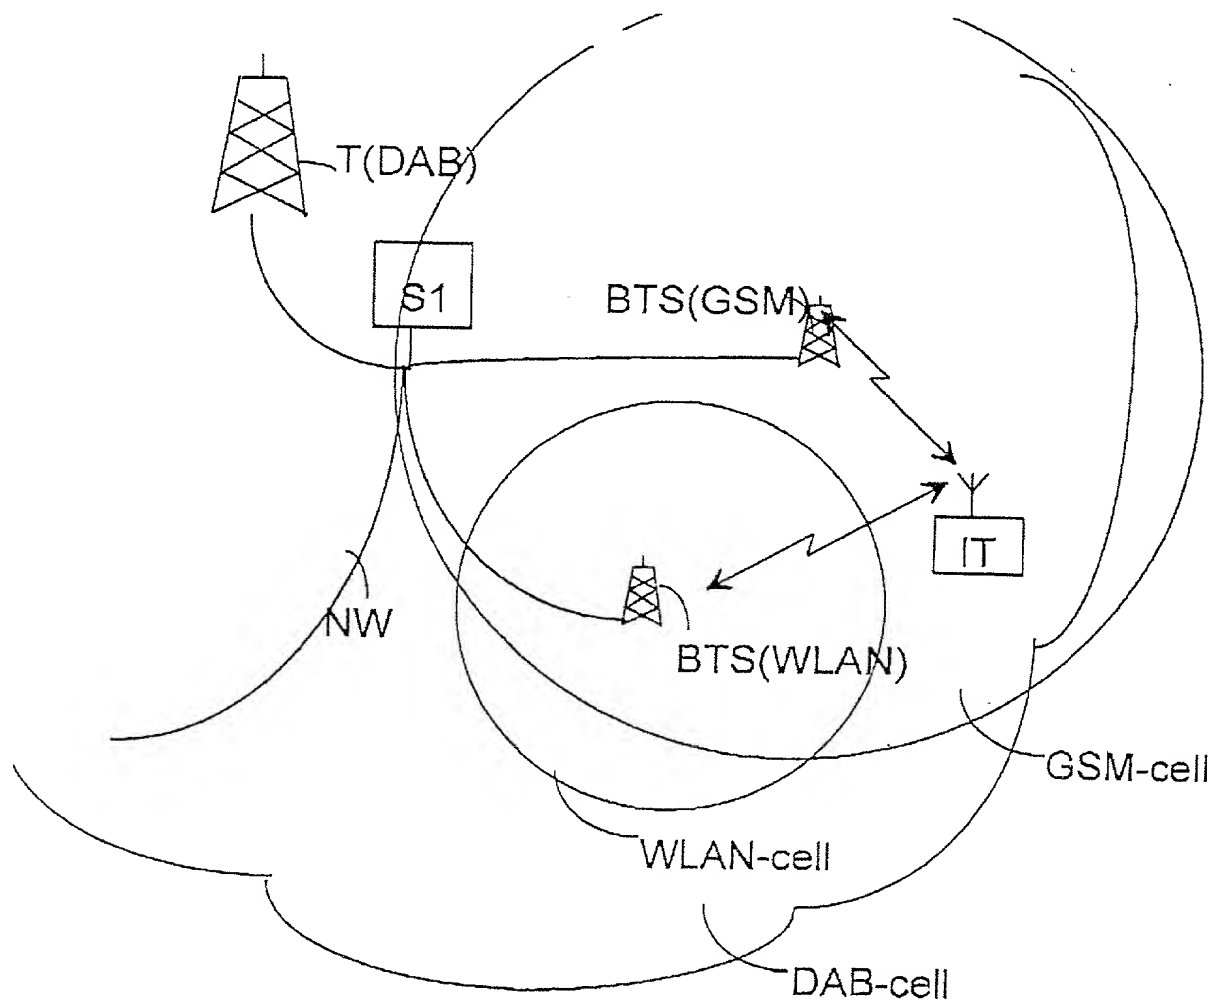 T(DAB)
S1
BTS(GSM)
IT
NW
BTS(WLAN)
GSM-cell
WLAN-cell
DAB-cell